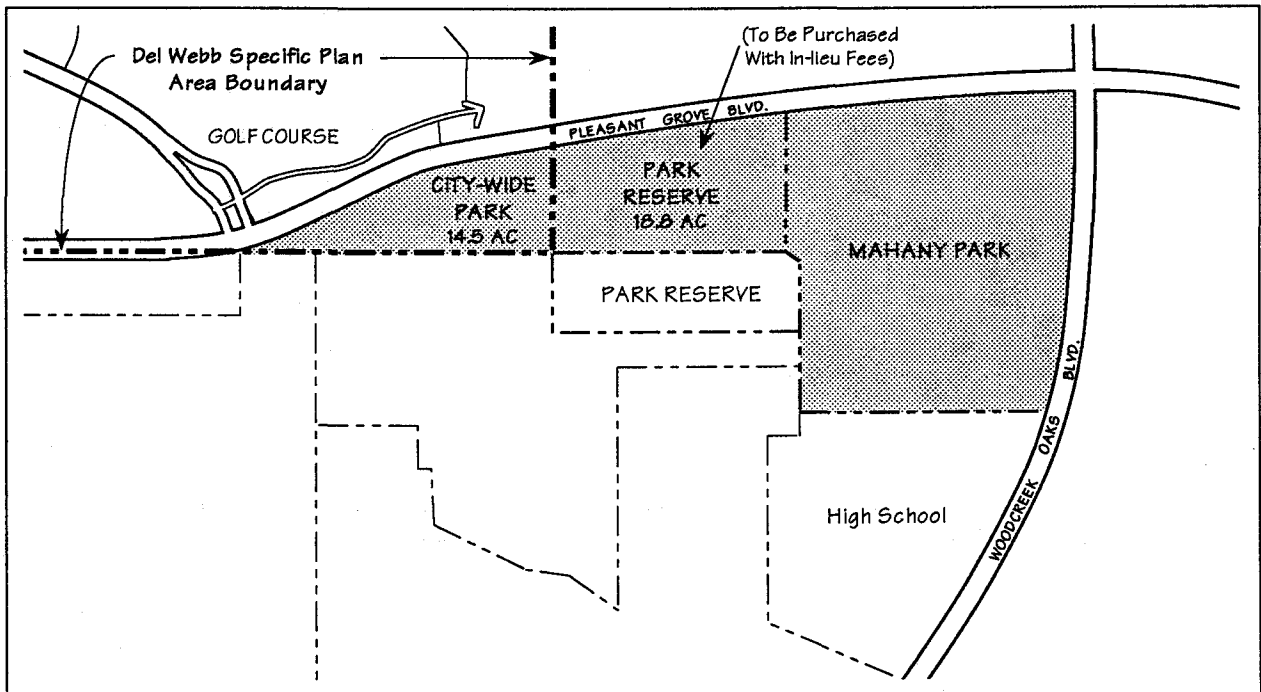 Del Webb Specific Plan
Area Boundary
(To Be Purchased
With In-lieu Fees)
GOLF COURSE
PLEASANT GROVE BLVD.
CITY-WIDE
PARK
14.5 AC
PARK
RESERVE
18.8 AC
MAHANY PARK
PARK RESERVE
High School
WOODCREEK OAKS BLVD.